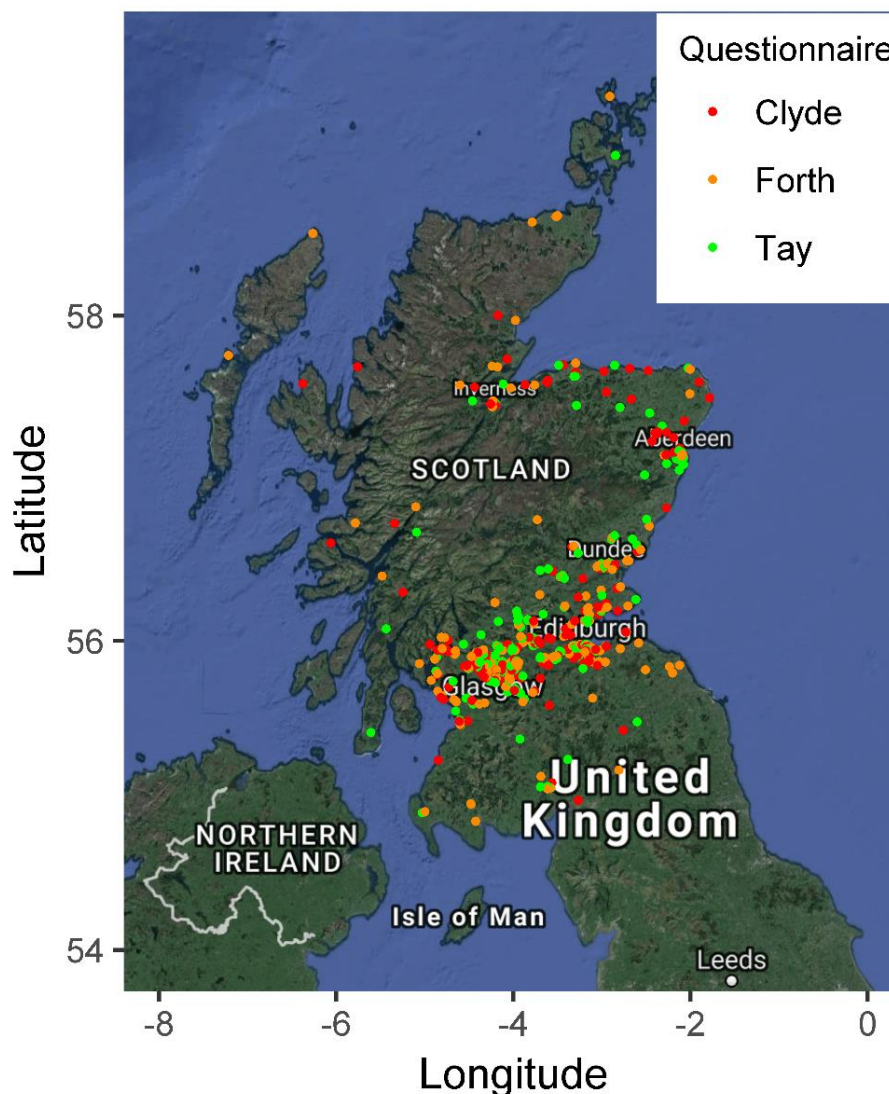 Questionnaire
Clyde
Forth
Tay
58
56
54
Latitude
Inverness
Aberdeen
SCOTLAND
Dundee
Edinburgh
Glasgow
United
Kingdom
NORTHERN
IRELAND
Isle of Man
Leeds
-8
-6
-4
-2
0
Longitude